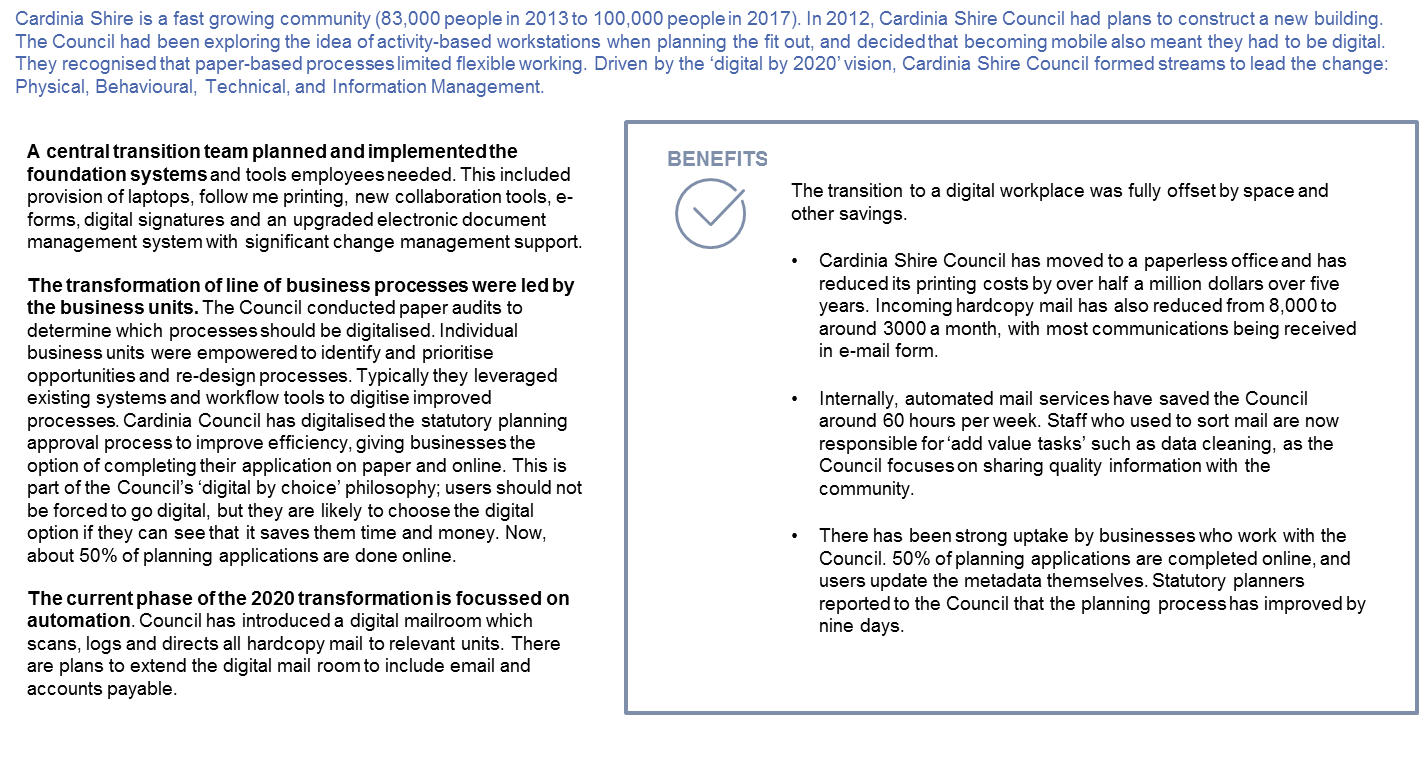 Cardinia Shire is a fast growing community (83,000 people in 2013 to 100,000 people in 2017). In 2012, Cardinia Shire Council had plans to construct a new building.
The Council had been exploring the idea of activity-based workstations when planning the fit out, and decided that becoming mobile also meant they had to be digital.
They recognised that paper-based processes limited flexible working. Driven by the ‘digital by 2020’ vision, Cardinia Shire Council formed streams to lead the change:
Physical, Behavioural, Technical, and Information Management.
A central transition team planned and implemented the
foundation systems and tools employees needed. This included
provision of laptops, follow me printing, new collaboration tools, e-
forms, digital signatures and an upgraded electronic document
management system with significant change management support.
The transformation of line of business processes were led by
the business units. The Council conducted paper audits to
determine which processes should be digitalised. Individual
business units were empowered to identify and prioritise
opportunities and re-design processes. Typically they leveraged
existing systems and workflow tools to digitise improved
processes. Cardinia Council has digitalised the statutory planning
approval process to improve efficiency, giving businesses the
option of completing their application on paper and online. This is
part of the Council’s ‘digital by choice’ philosophy; users should not
be forced to go digital, but they are likely to choose the digital
option if they can see that it saves them time and money. Now,
about 50% of planning applications are done online.
The current phase of the 2020 transformation is focussed on
automation. Council has introduced a digital mailroom which
scans, logs and directs all hardcopy mail to relevant units. There
are plans to extend the digital mail room to include email and
accounts payable.
BENEFITS
The transition to a digital workplace was fully offset by space and
other savings.
• Cardinia Shire Council has moved to a paperless office and has
reduced its printing costs by over half a million dollars over five
years. Incoming hardcopy mail has also reduced from 8,000 to
around 3000 a month, with most communications being received
in e-mail form.
• Internally, automated mail services have saved the Council
around 60 hours per week. Staff who used to sort mail are now
responsible for ‘add value tasks’ such as data cleaning, as the
Council focuses on sharing quality information with the
community.
• There has been strong uptake by businesses who work with the
Council. 50% of planning applications are completed online, and
users update the metadata themselves. Statutory planners
reported to the Council that the planning process has improved by
nine days.